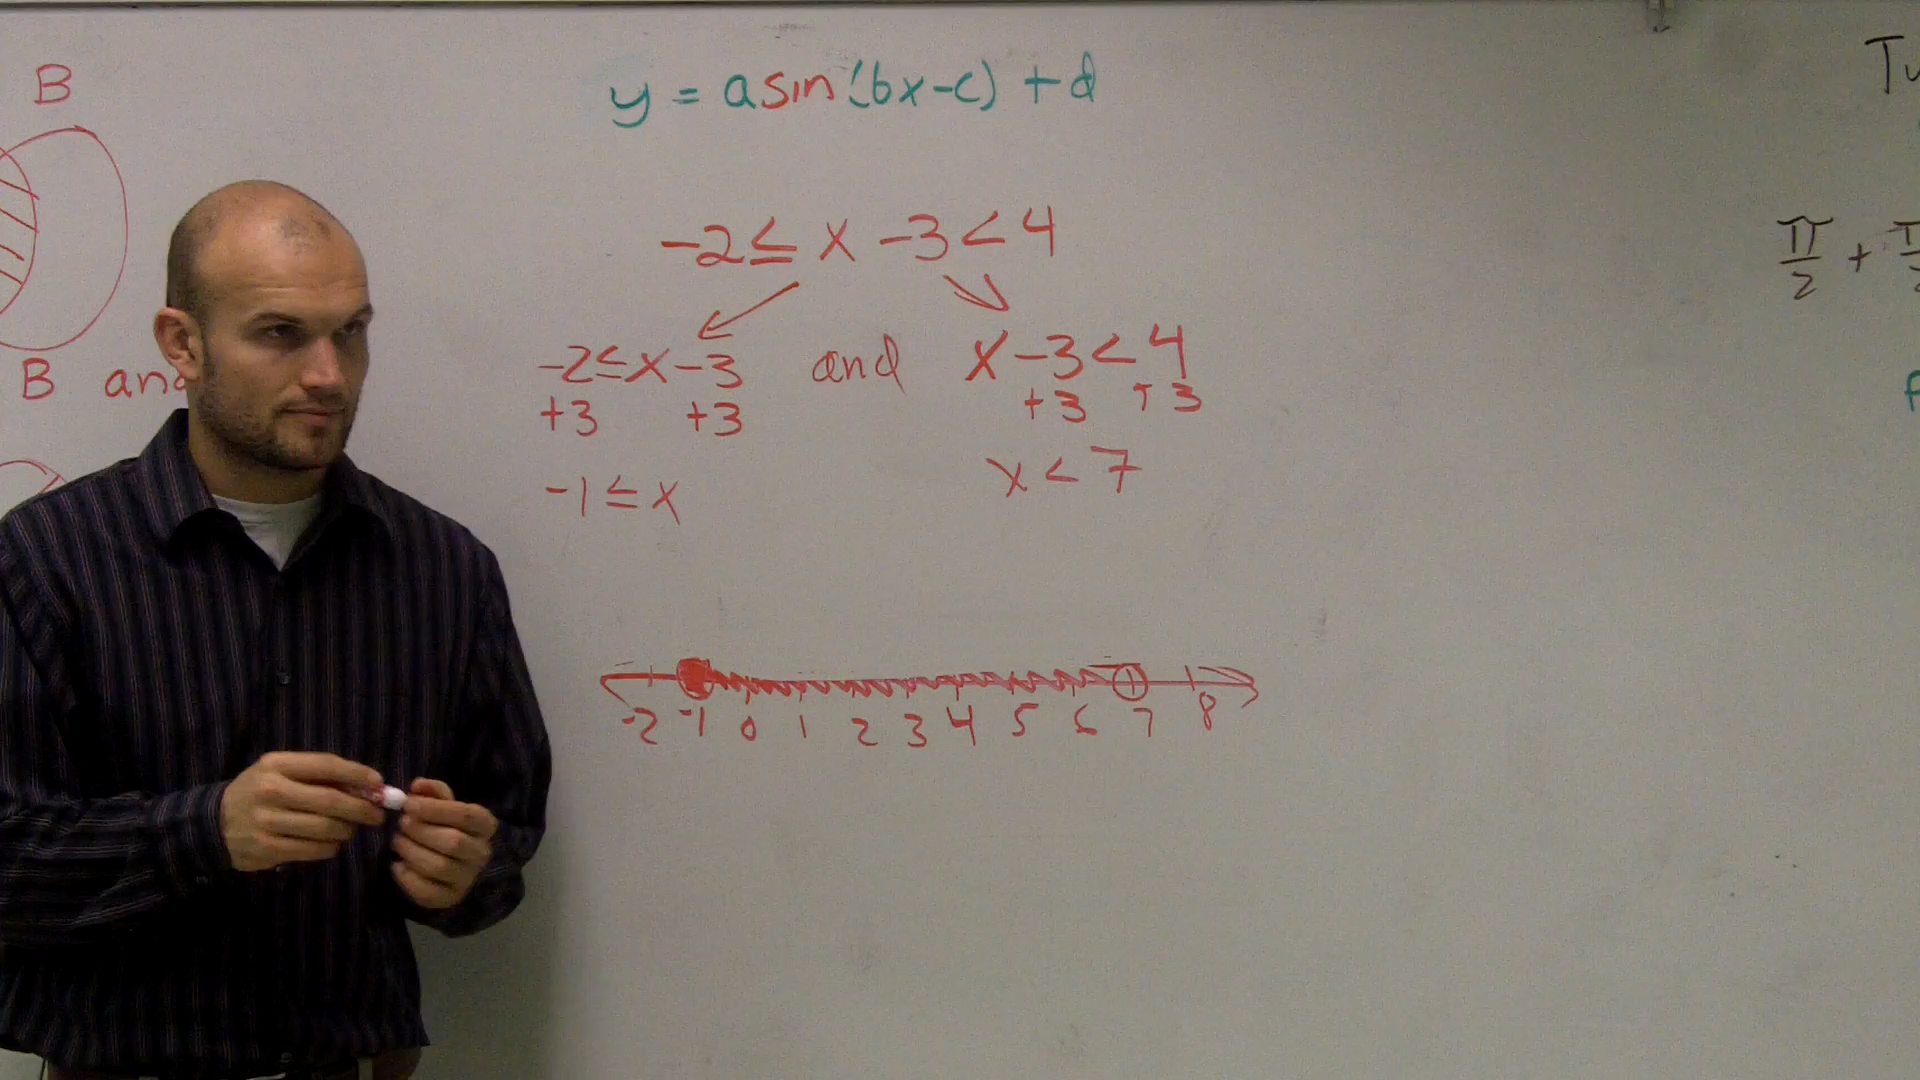 B
y = a sin (bx-c) + d
Tu
-2 ≤ x - 3 < 4
π/2 +
-2 ≤ x - 3 and x - 3 < 4
B and
+3 +3 +3 +3
-1 ≤ x x < 7
-2 -1 0 1 2 3 4 5 6 7 8